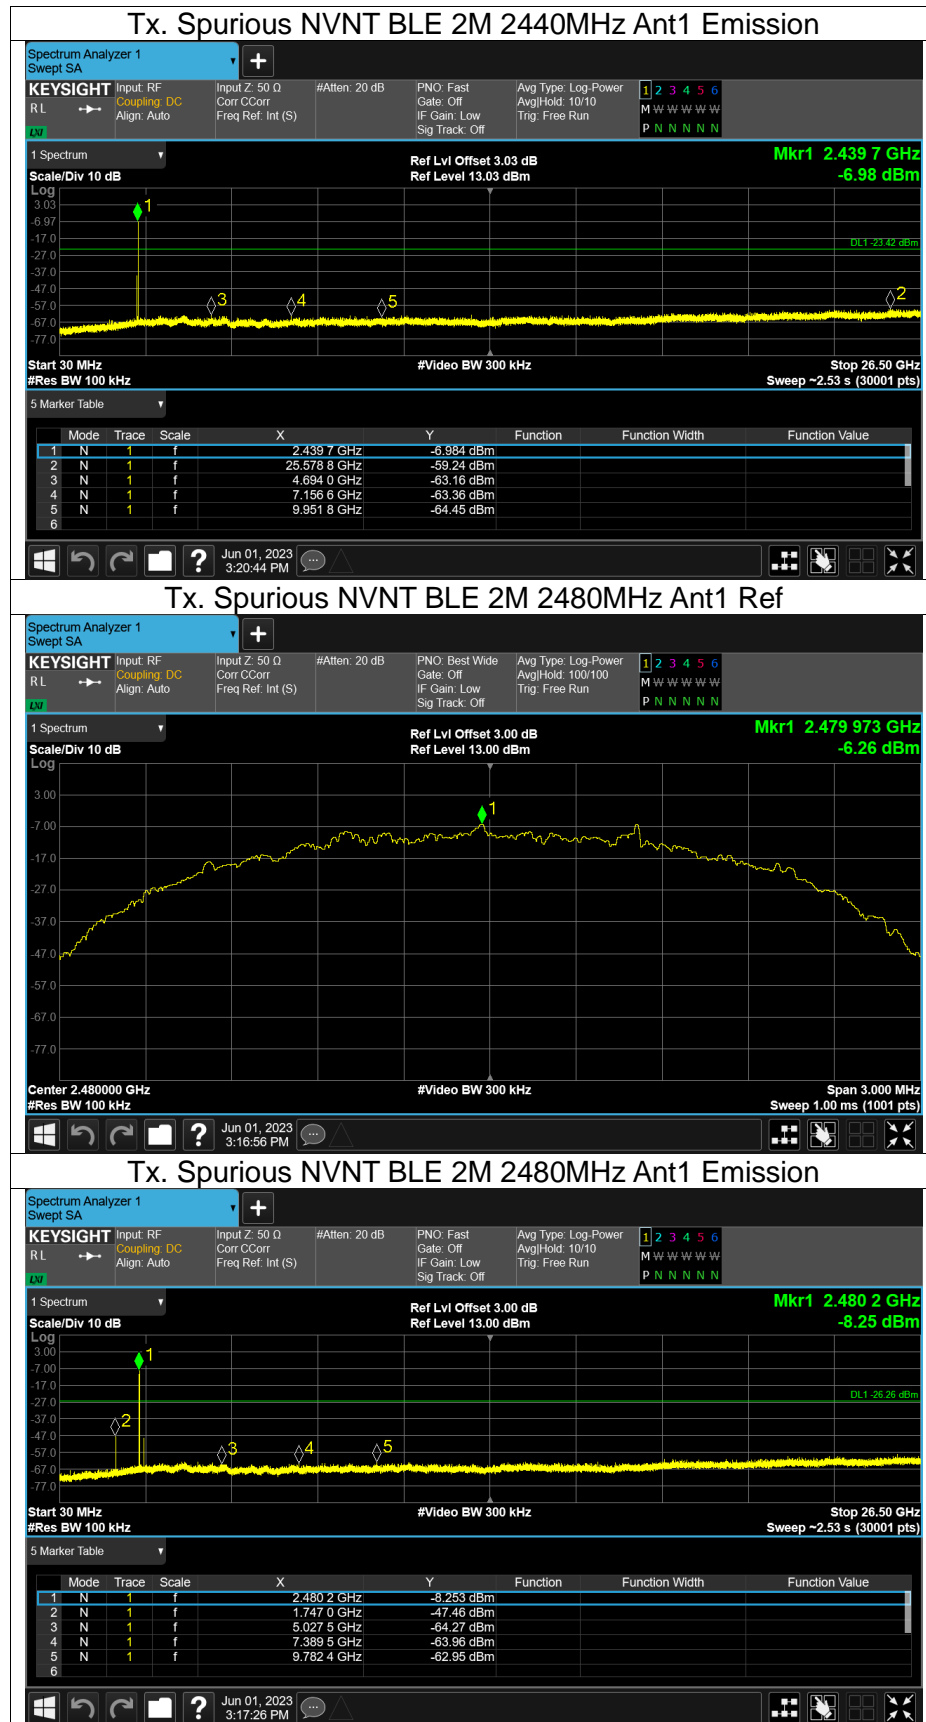 Tx. Spurious NVNT BLE 2M 2440MHz Ant1 Emission
Spectrum Analyzer 1
Swept SA
+
KEYSIGHT Input: RF Input Z: 50 Ω #Atten: 20 dB PNO: Fast Avg Type: Log-Power 1 2 3 4 5 6
RL Coupling: DC Corr CCorr Gate: Off Avg|Hold: 10/10 M W W W W W
Align: Auto Freq Ref: Int (S) IF Gain: Low Trig: Free Run
LXI Sig Track: Off P N N N N N
1 Spectrum Ref Lvl Offset 3.03 dB Mkr1 2.439 7 GHz
Scale/Div 10 dB Ref Level 13.03 dBm -6.98 dBm
Log
3.03 1
-6.97
-17.0 DL1 -23.42 dBm
-27.0
-37.0
-47.0
-57.0 3 4 5 2
-67.0
-77.0
Start 30 MHz #Video BW 300 kHz Stop 26.50 GHz
#Res BW 100 kHz Sweep ~2.53 s (30001 pts)
5 Marker Table
Mode Trace Scale X Y Function Function Width Function Value
1 N 1 f 2.439 7 GHz -6.984 dBm
2 N 1 f 25.578 8 GHz -59.24 dBm
3 N 1 f 4.694 0 GHz -63.16 dBm
4 N 1 f 7.156 6 GHz -63.36 dBm
5 N 1 f 9.951 8 GHz -64.45 dBm
6
? Jun 01, 2023
3:20:44 PM
Tx. Spurious NVNT BLE 2M 2480MHz Ant1 Ref
Spectrum Analyzer 1
Swept SA
+
KEYSIGHT Input: RF Input Z: 50 Ω #Atten: 20 dB PNO: Best Wide Avg Type: Log-Power 1 2 3 4 5 6
RL Coupling: DC Corr CCorr Gate: Off Avg|Hold: 100/100 M W W W W W
Align: Auto Freq Ref: Int (S) IF Gain: Low Trig: Free Run
LXI Sig Track: Off P N N N N N
1 Spectrum Ref Lvl Offset 3.00 dB Mkr1 2.479 973 GHz
Scale/Div 10 dB Ref Level 13.00 dBm -6.26 dBm
Log
3.00
-7.00 1
-17.0
-27.0
-37.0
-47.0
-57.0
-67.0
-77.0
Center 2.480000 GHz #Video BW 300 kHz Span 3.000 MHz
#Res BW 100 kHz Sweep 1.00 ms (1001 pts)
? Jun 01, 2023
3:16:56 PM
Tx. Spurious NVNT BLE 2M 2480MHz Ant1 Emission
Spectrum Analyzer 1
Swept SA
+
KEYSIGHT Input: RF Input Z: 50 Ω #Atten: 20 dB PNO: Fast Avg Type: Log-Power 1 2 3 4 5 6
RL Coupling: DC Corr CCorr Gate: Off Avg|Hold: 10/10 M W W W W W
Align: Auto Freq Ref: Int (S) IF Gain: Low Trig: Free Run
LXI Sig Track: Off P N N N N N
1 Spectrum Ref Lvl Offset 3.00 dB Mkr1 2.480 2 GHz
Scale/Div 10 dB Ref Level 13.00 dBm -8.25 dBm
Log
3.00 1
-7.00
-17.0
-27.0 DL1 -26.26 dBm
-37.0 2
-47.0
-57.0 3 4 5
-67.0
-77.0
Start 30 MHz #Video BW 300 kHz Stop 26.50 GHz
#Res BW 100 kHz Sweep ~2.53 s (30001 pts)
5 Marker Table
Mode Trace Scale X Y Function Function Width Function Value
1 N 1 f 2.480 2 GHz -8.253 dBm
2 N 1 f 1.747 0 GHz -47.46 dBm
3 N 1 f 5.027 5 GHz -64.27 dBm
4 N 1 f 7.389 5 GHz -63.96 dBm
5 N 1 f 9.782 4 GHz -62.95 dBm
6
? Jun 01, 2023
3:17:26 PM